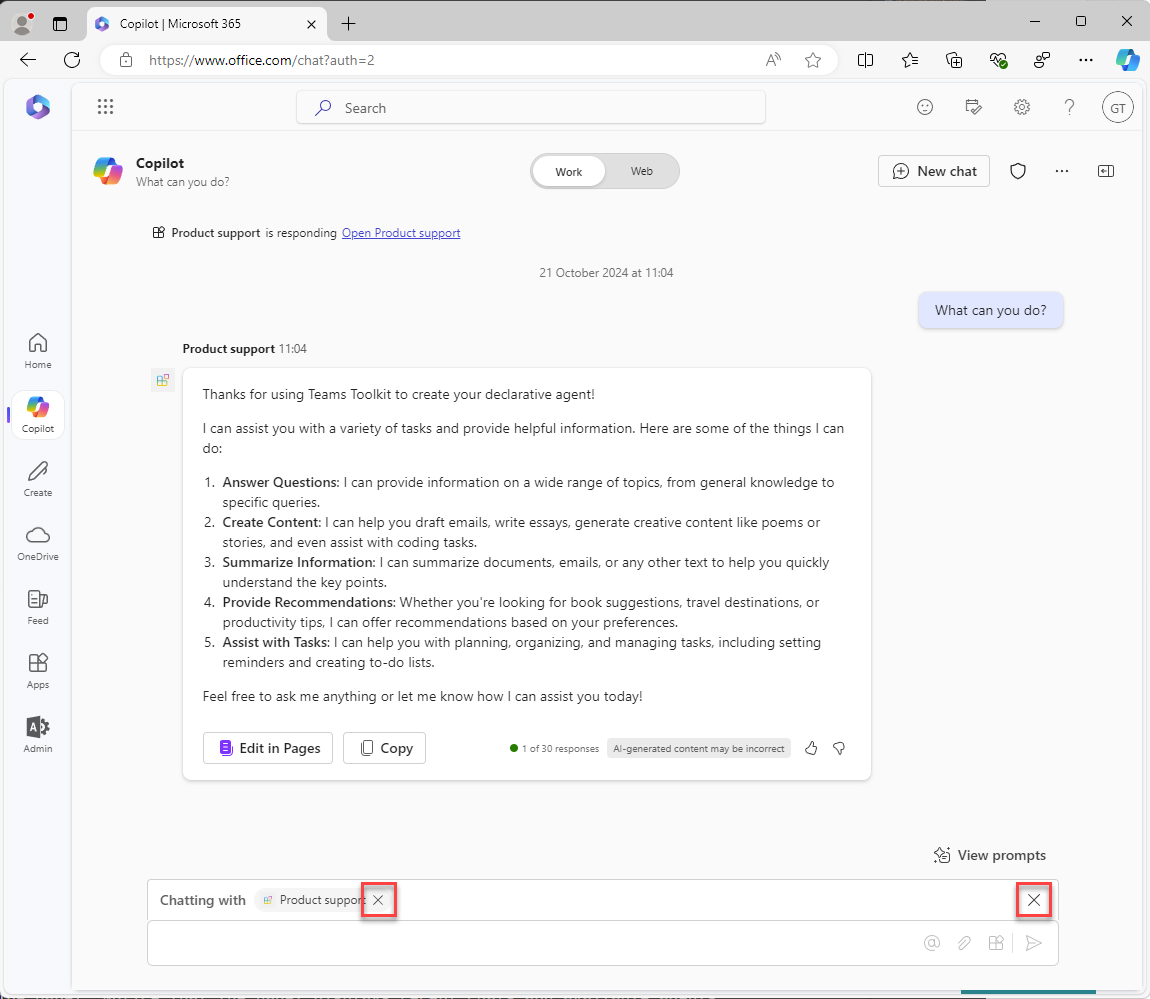 Copilot | Microsoft 365
https://www.office.com/chat?auth=2
Search
GT
Copilot
What can you do?
Work
Web
New chat
Product support is responding Open Product support
21 October 2024 at 11:04
What can you do?
Home
Copilot
Create
OneDrive
Feed
Apps
Admin
Product support 11:04
Thanks for using Teams Toolkit to create your declarative agent!
I can assist you with a variety of tasks and provide helpful information. Here are some of the things I can
do:
1. Answer Questions: I can provide information on a wide range of topics, from general knowledge to
specific queries.
2. Create Content: I can help you draft emails, write essays, generate creative content like poems or
stories, and even assist with coding tasks.
3. Summarize Information: I can summarize documents, emails, or any other text to help you quickly
understand the key points.
4. Provide Recommendations: Whether you're looking for book suggestions, travel destinations, or
productivity tips, I can offer recommendations based on your preferences.
5. Assist with Tasks: I can help you with planning, organizing, and managing tasks, including setting
reminders and creating to-do lists.
Feel free to ask me anything or let me know how I can assist you today!
Edit in Pages
Copy
1 of 30 responses
AI-generated content may be incorrect
View prompts
Chatting with
Product support